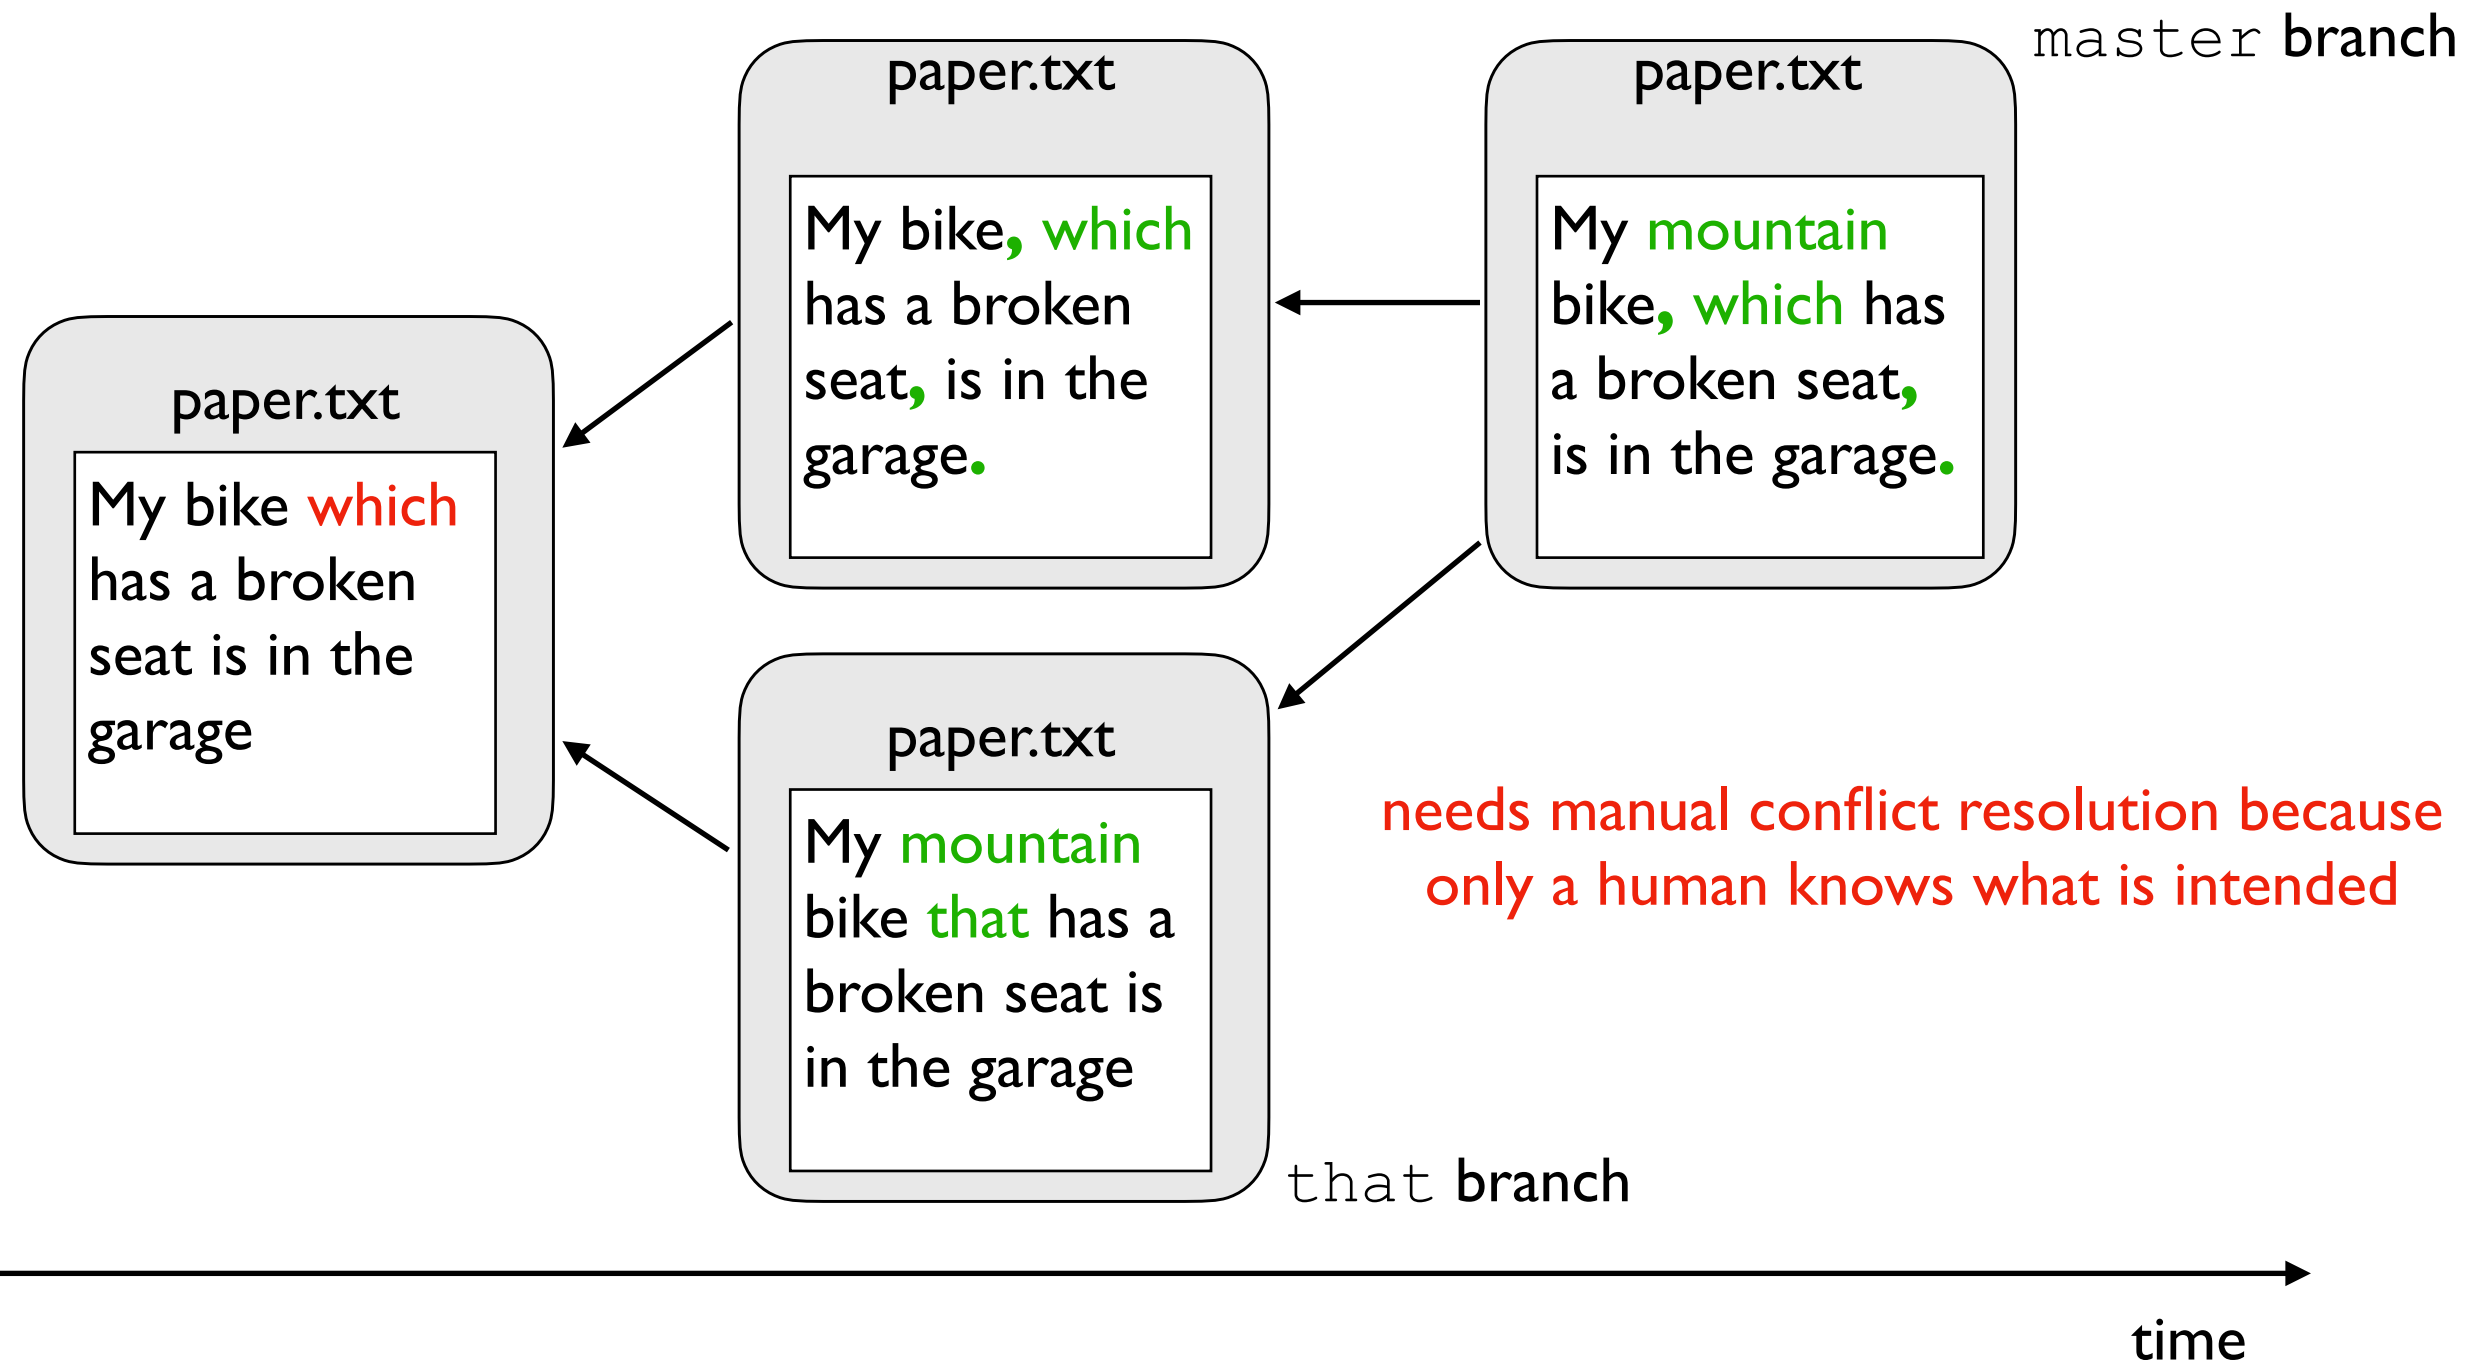 master branch
paper.txt
My bike, which
has a broken
seat, is in the
garage.
paper.txt
My mountain
bike, which has
a broken seat,
is in the garage.
paper.txt
My bike which
has a broken
seat is in the
garage
paper.txt
My mountain
bike that has a
broken seat is
in the garage
needs manual conflict resolution because
only a human knows what is intended
that branch
time